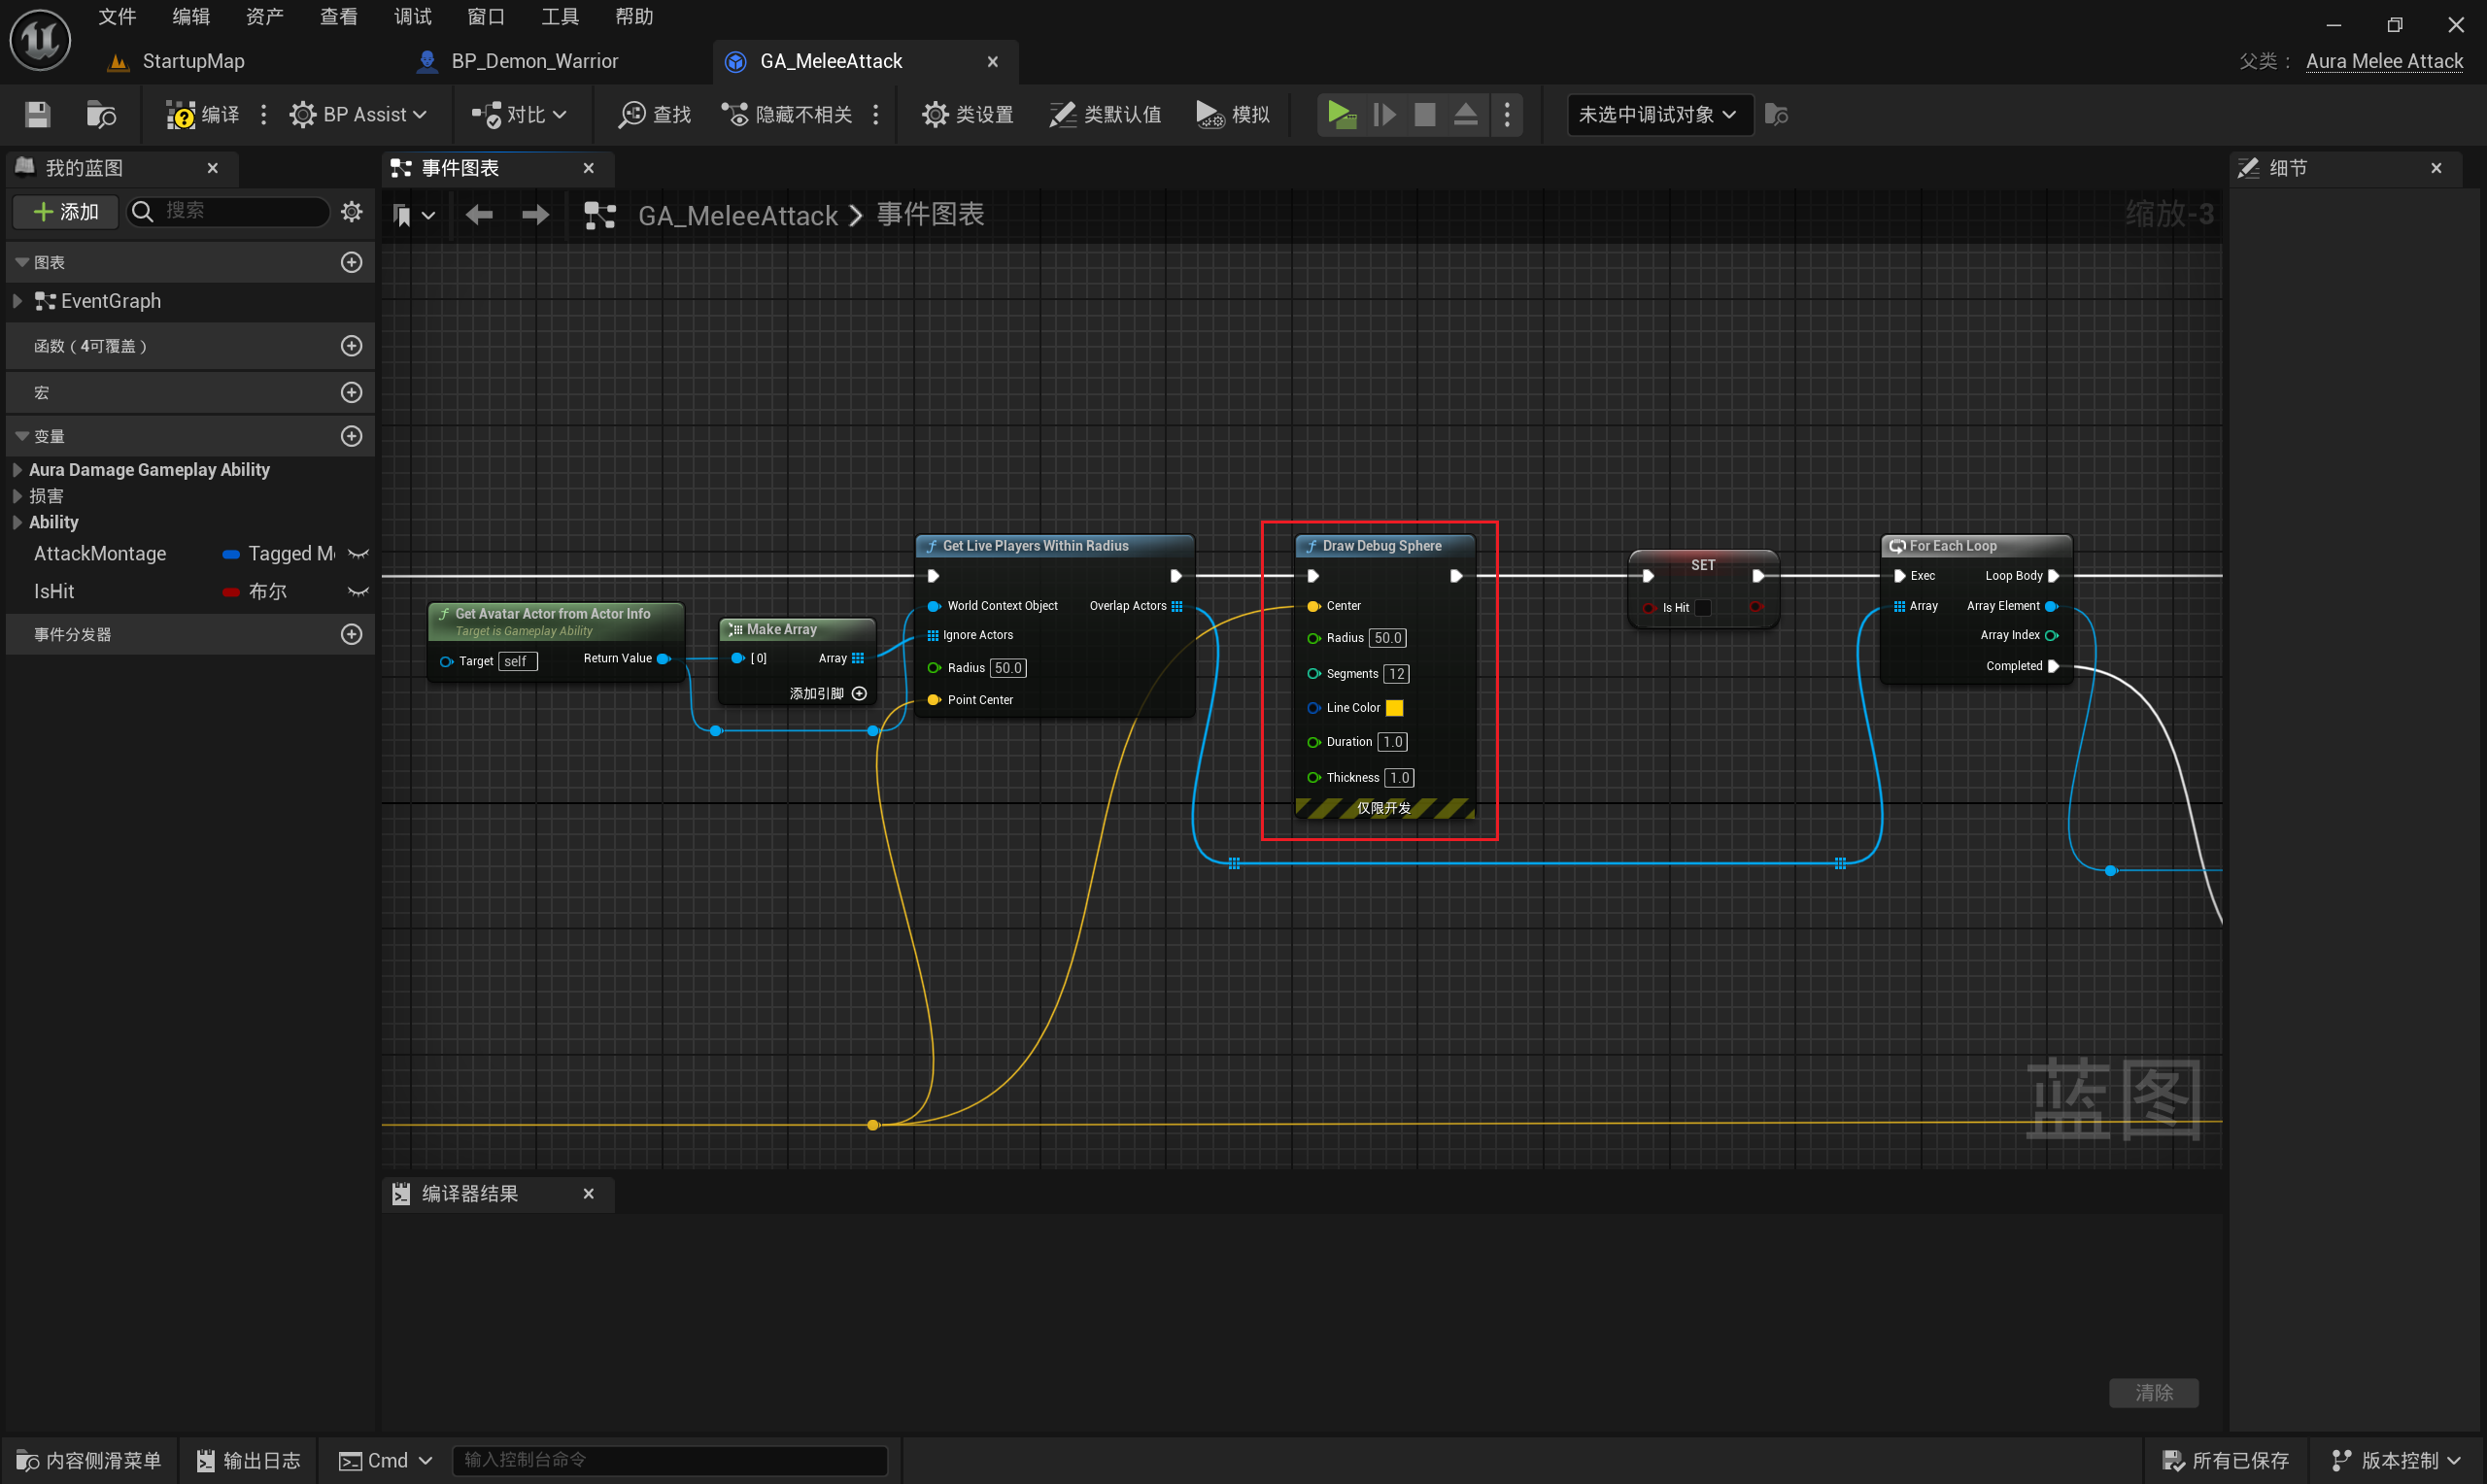 文件 编辑 资产 查看 调试 窗口 工具 帮助
StartupMap
BP_Demon_Warrior
GA_MeleeAttack
父类： Aura Melee Attack
编译
BP Assist
对比
查找
隐藏不相关
类设置
类默认值
模拟
未选中调试对象
我的蓝图
添加
搜索
图表
EventGraph
函数（4可覆盖）
宏
变量
Aura Damage Gameplay Ability
损害
Ability
AttackMontage Tagged M
IsHit 布尔
事件分发器
事件图表
GA_MeleeAttack 事件图表
缩放-3
Get Avatar Actor from Actor Info
Target is Gameplay Ability
Target self Return Value
Make Array
[ 0 ] Array
添加引脚
Get Live Players Within Radius
World Context Object Overlap Actors
Ignore Actors
Radius 50.0
Point Center
Draw Debug Sphere
Center
Radius 50.0
Segments 12
Line Color
Duration 1.0
Thickness 1.0
仅限开发
SET
Is Hit
For Each Loop
Exec Loop Body
Array Array Element
Array Index
Completed
蓝图
细节
编译器结果
清除
内容侧滑菜单
输出日志
Cmd
输入控制台命令
所有已保存
版本控制